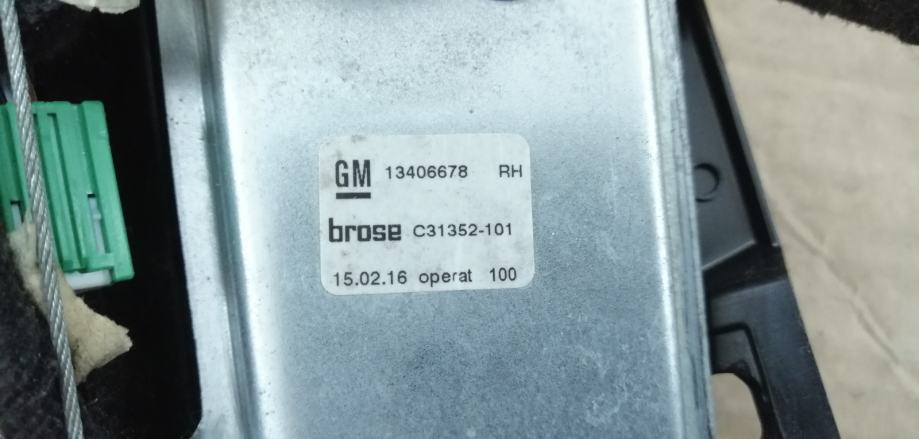 GM 13406678 RH
brose C31352-101
15.02.16 operat 100